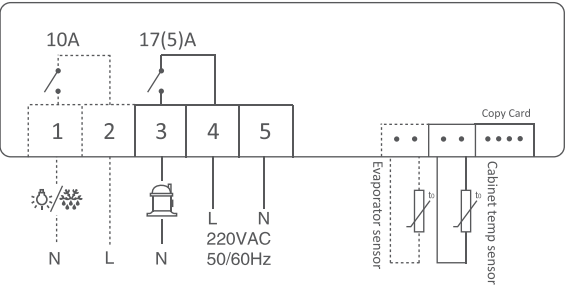 10A 17(5)A
Copy Card
1 2 3 4 5
Evaporator sensor
Cabinet temp sensor
t° t°
L N
220VAC
N L N 50/60Hz